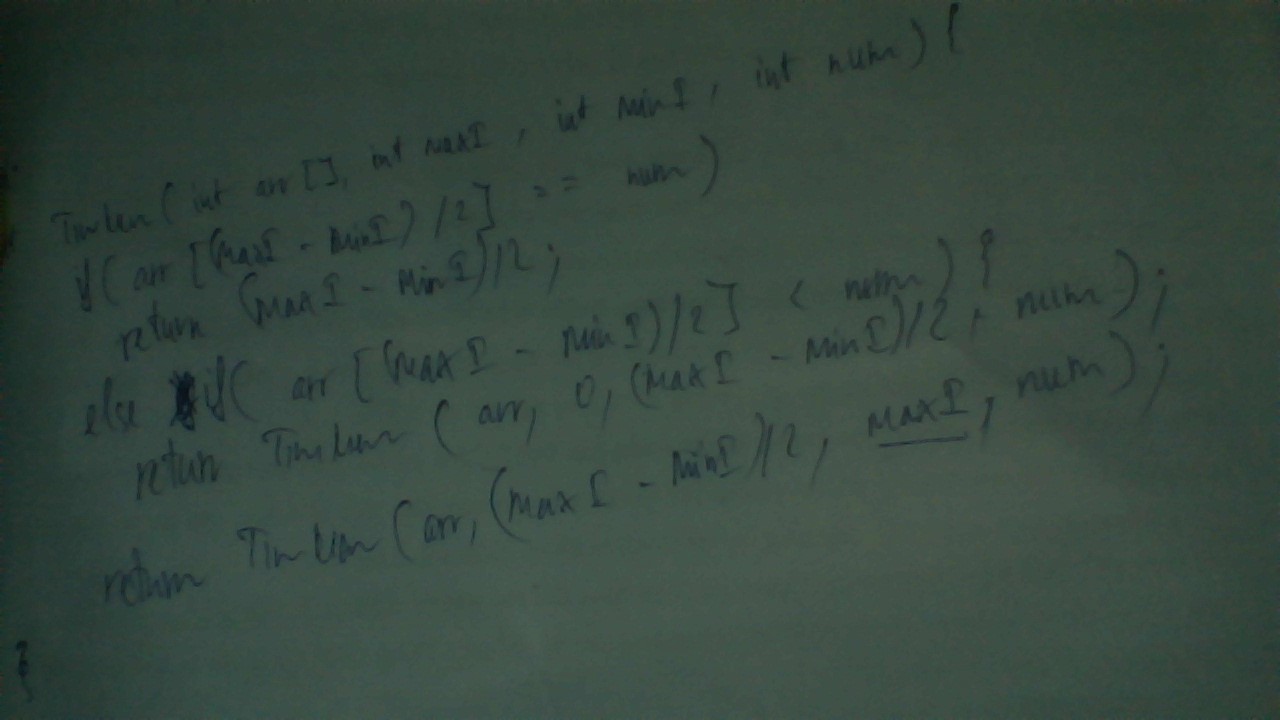 TimKiem(int arr[], int maxI, int minI, int num) {
if( arr [(maxI - minI) /2] == num)
return (maxI - minI)/2;
else if( arr [(maxI - minI)/2] < num) {
return TimKiem (arr, 0, (maxI - minI)/2, num);
return TimKiem (arr, (maxI - minI)/2, maxI, num);
}